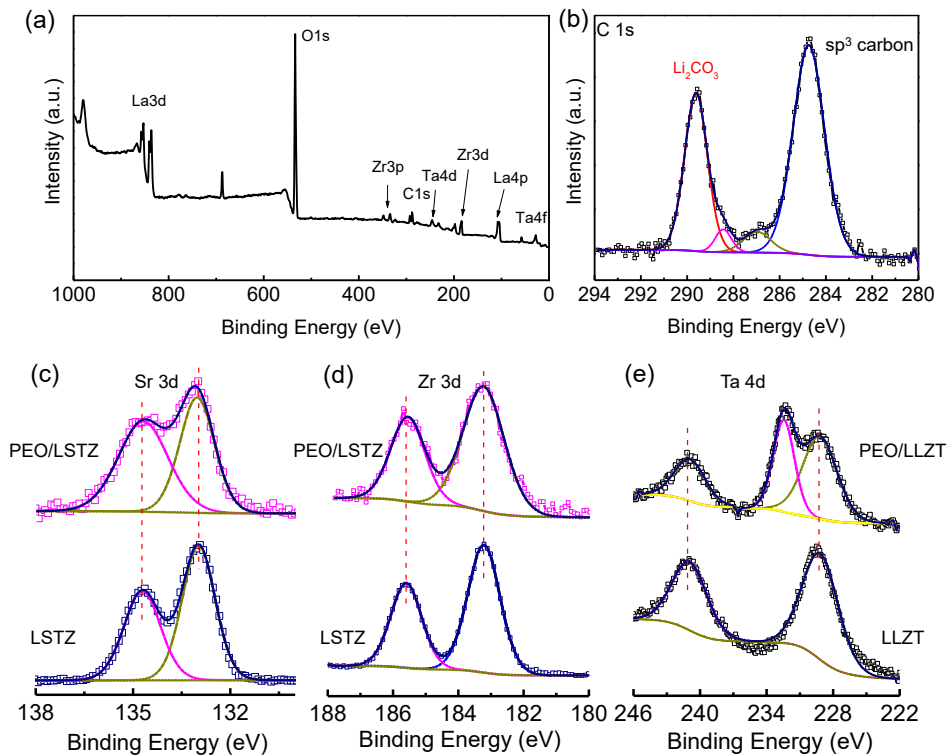 (a)
O1s
La3d
Zr3p
C1s
Ta4d
Zr3d
La4p
Ta4f
Intensity (a.u.)
1000 800 600 400 200 0
Binding Energy (eV)
(b)
C 1s
sp³ carbon
Li₂CO₃
Intensity (a.u.)
294 292 290 288 286 284 282 280
Binding Energy (eV)
(c)
Sr 3d
PEO/LSTZ
LSTZ
138 135 132
Binding Energy (eV)
(d)
Zr 3d
PEO/LSTZ
LSTZ
188 186 184 182 180
Binding Energy (eV)
(e)
Ta 4d
PEO/LLZT
LLZT
246 240 234 228 222
Binding Energy (eV)